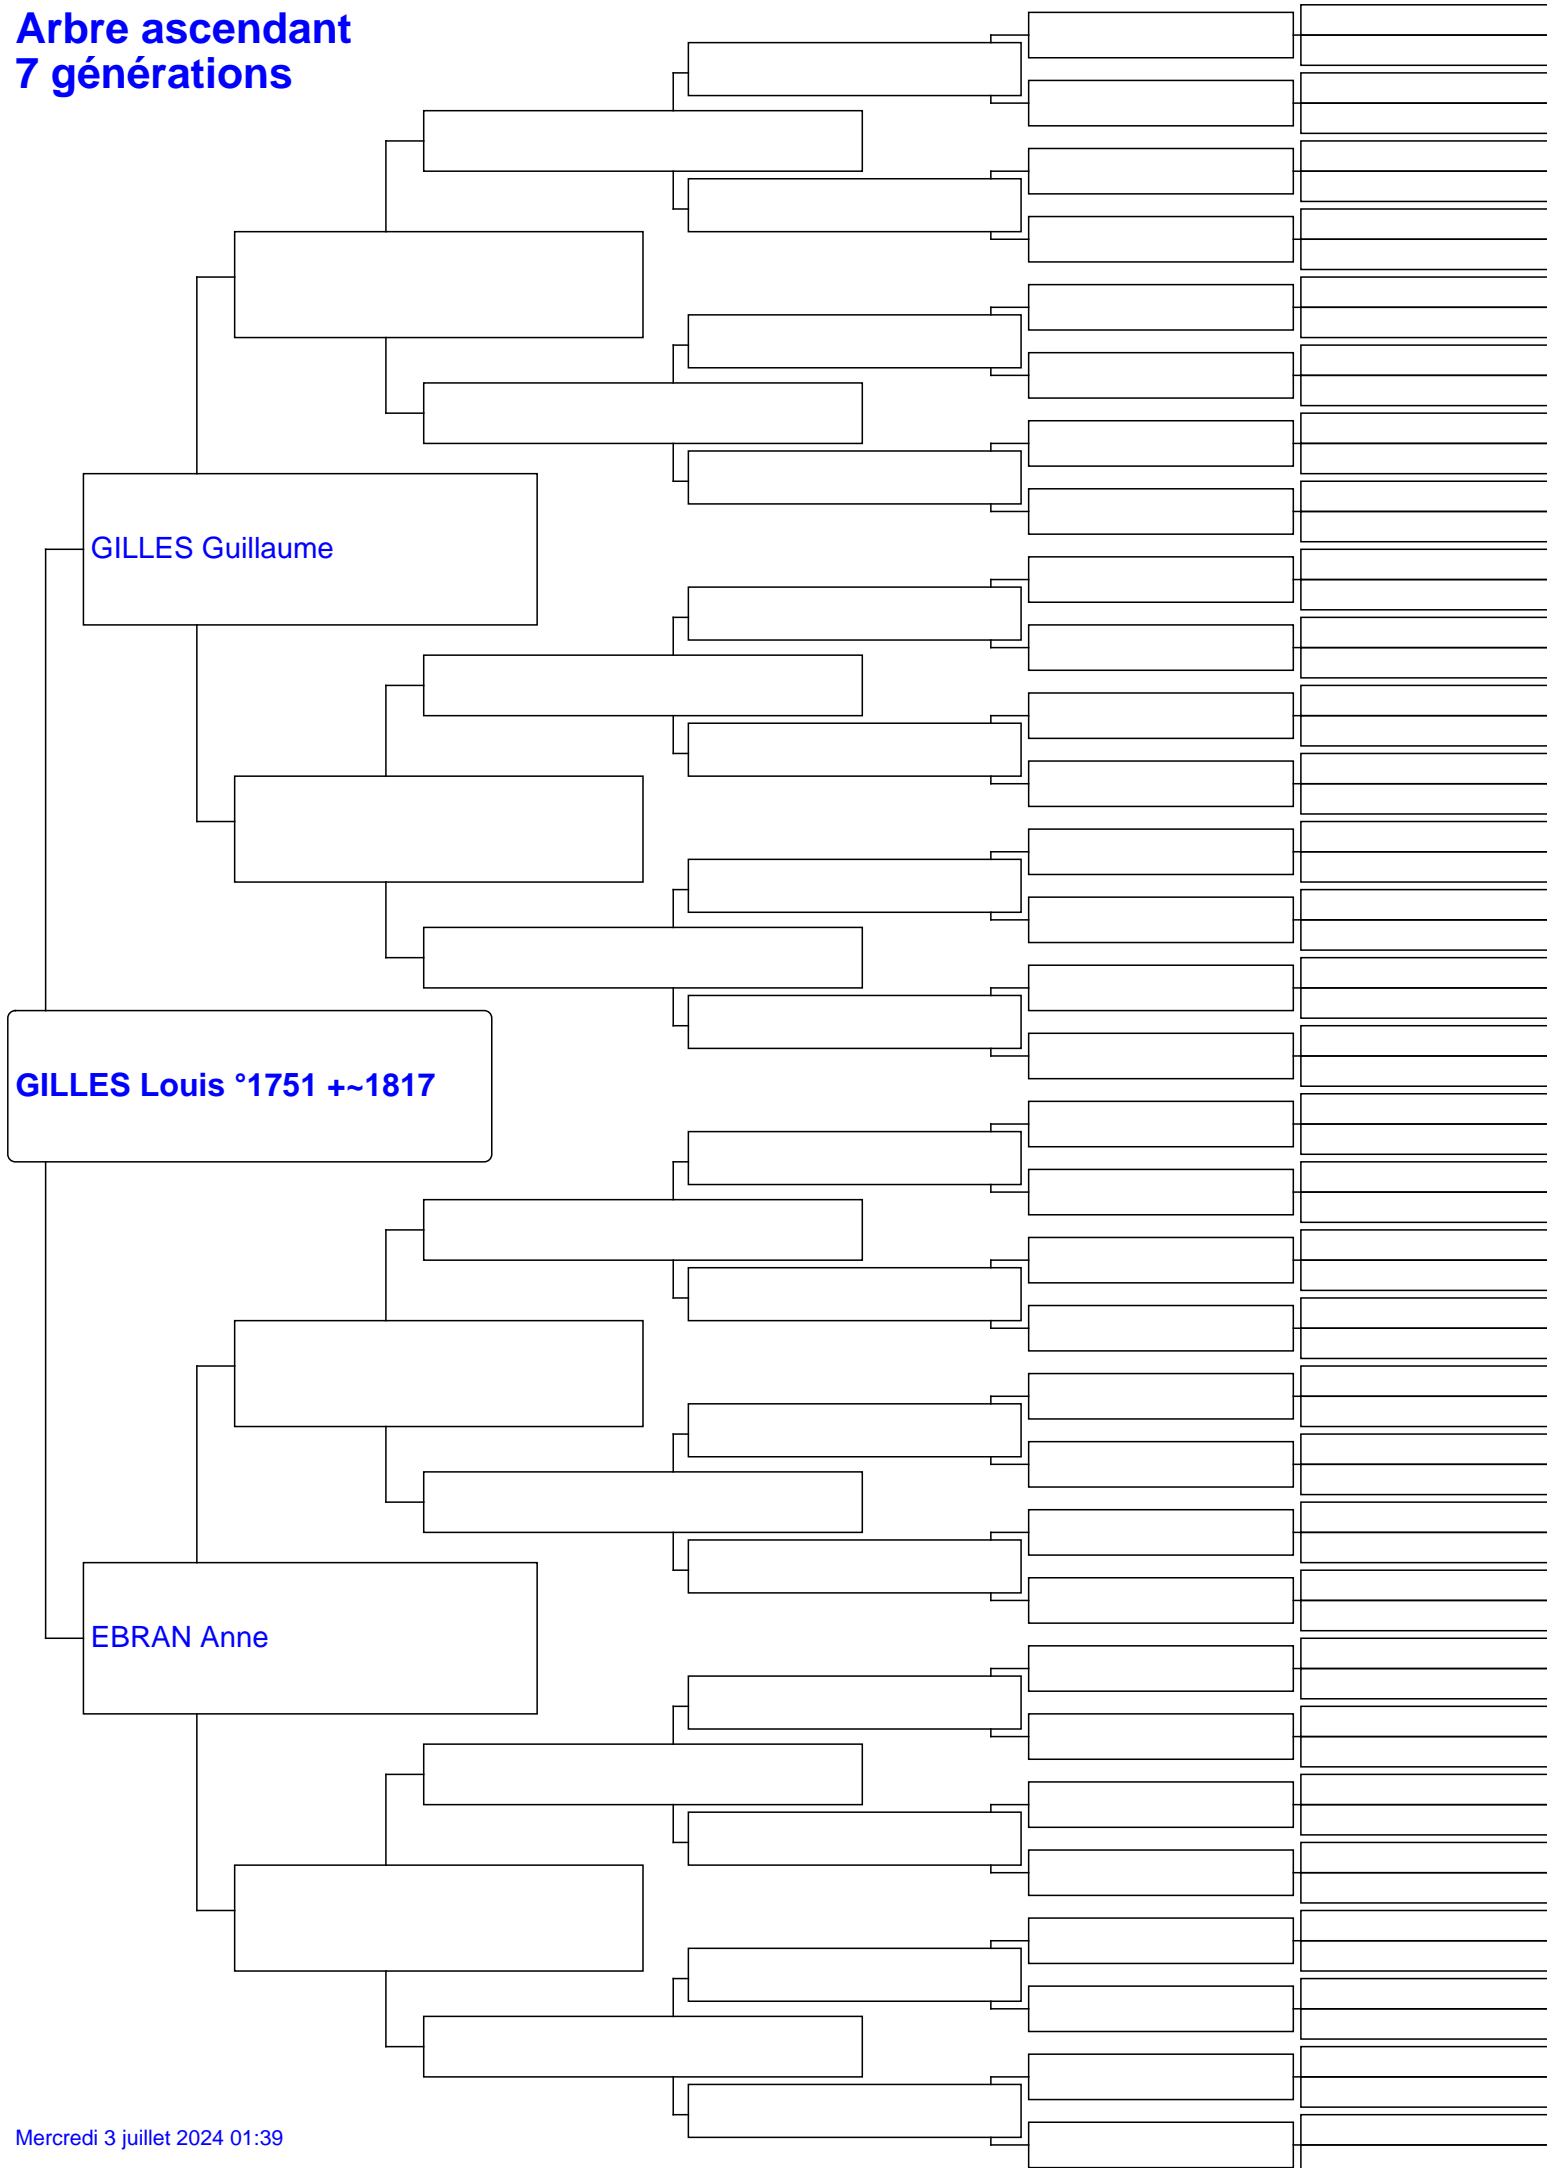 Arbre ascendant
7 générations
GILLES Guillaume
GILLES Louis °1751 +~1817
EBRAN Anne
Mercredi 3 juillet 2024 01:39